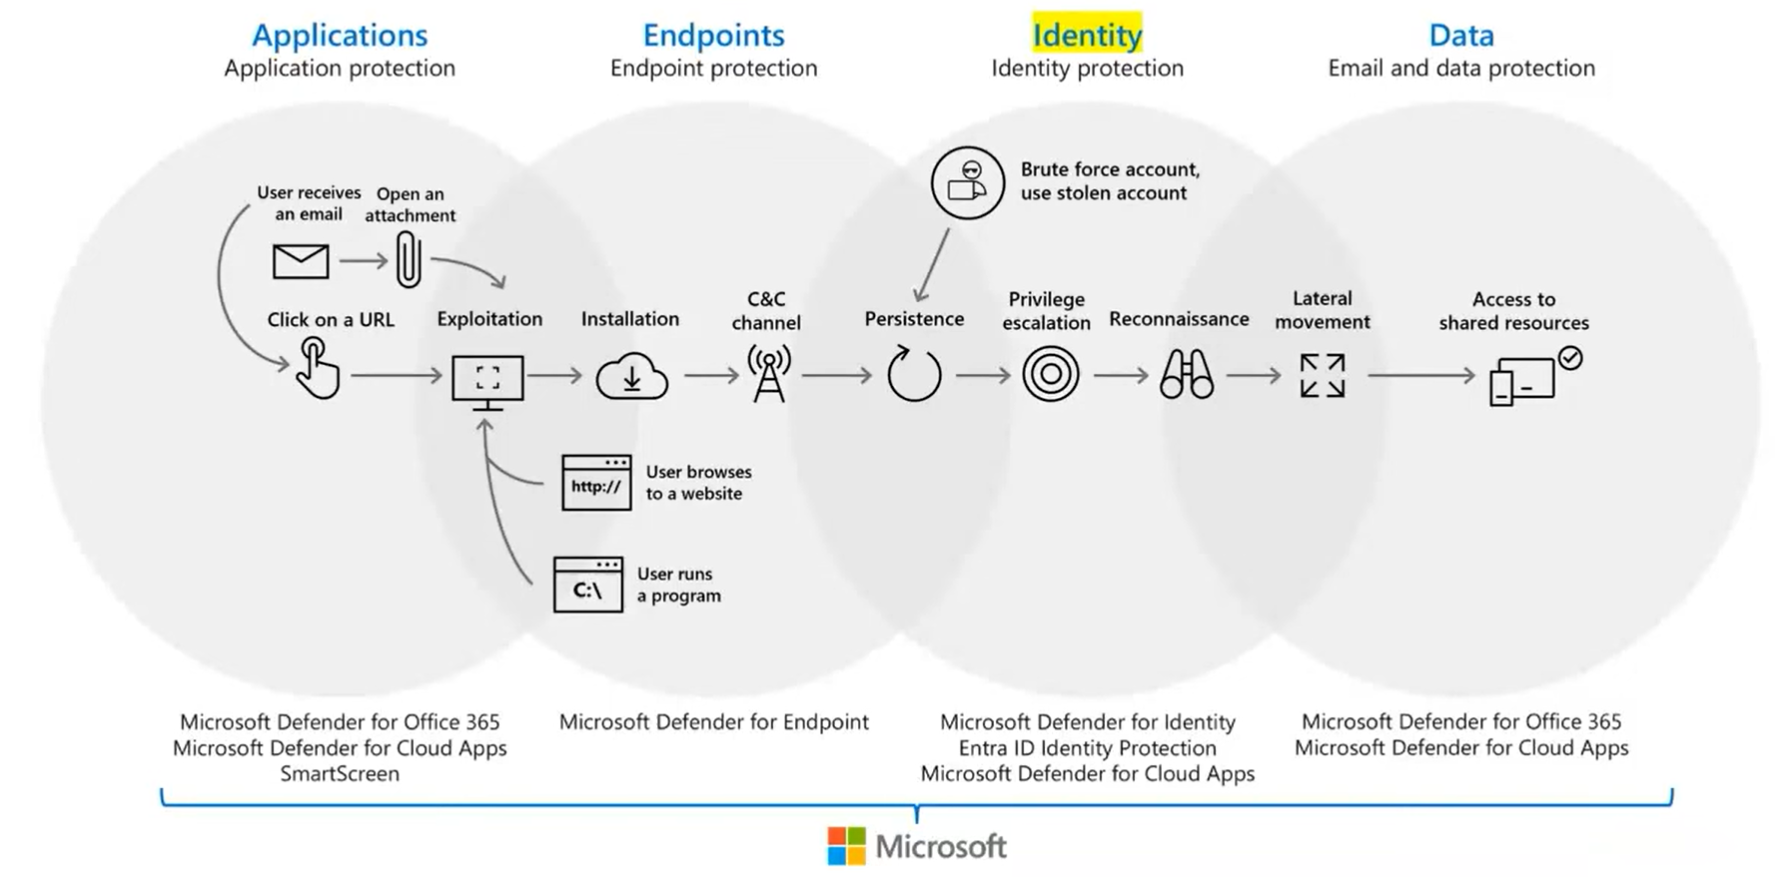 Applications
Application protection
Endpoints
Endpoint protection
Identity
Identity protection
Data
Email and data protection
User receives
an email
Open an
attachment
Brute force account,
use stolen account
Click on a URL
Exploitation
Installation
C&C
channel
Persistence
Privilege
escalation
Reconnaissance
Lateral
movement
Access to
shared resources
http://
User browses
to a website
C:\
User runs
a program
Microsoft Defender for Office 365
Microsoft Defender for Cloud Apps
SmartScreen
Microsoft Defender for Endpoint
Microsoft Defender for Identity
Entra ID Identity Protection
Microsoft Defender for Cloud Apps
Microsoft Defender for Office 365
Microsoft Defender for Cloud Apps
Microsoft